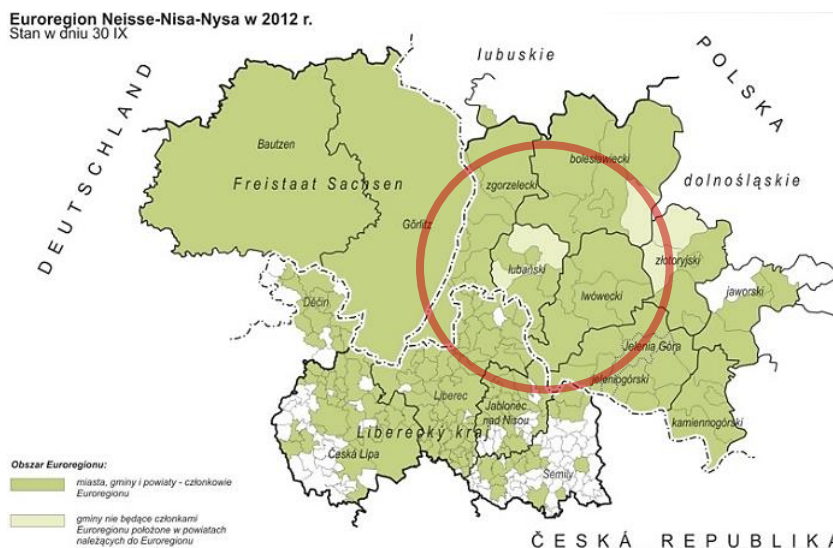 Euroregion Neisse-Nisa-Nysa w 2012 r.
Stan w dniu 30 IX
lubuskie
POLSKA
DEUTSCHLAND
Bautzen
bolesławiecki
Freistaat Sachsen
zgorzelecki
dolnośląskie
Görlitz
lubański
złotoryjski
lwówecki
jaworski
Děčín
Jelenia Góra
jeleniogórski
Liberec
Jablonec
nad Nisou
kamiennogórski
Liberecký kraj
Česká Lípa
Semily
Obszar Euroregionu:
miasta, gminy i powiaty - członkowie
Euroregionu
gminy nie będące członkami
Euroregionu położone w powiatach
należących do Euroregionu
ČESKÁ REPUBLIKA